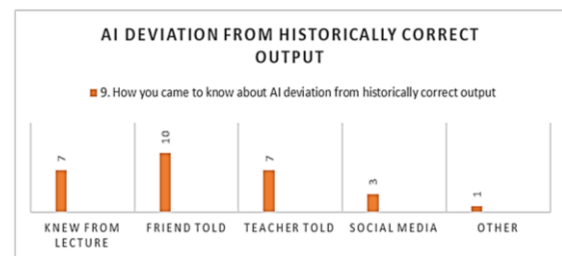 AI DEVIATION FROM HISTORICALLY CORRECT
OUTPUT
9. How you came to know about AI deviation from historically correct output
7
10
7
3
1
KNEW FROM
LECTURE
FRIEND TOLD
TEACHER TOLD
SOCIAL MEDIA
OTHER